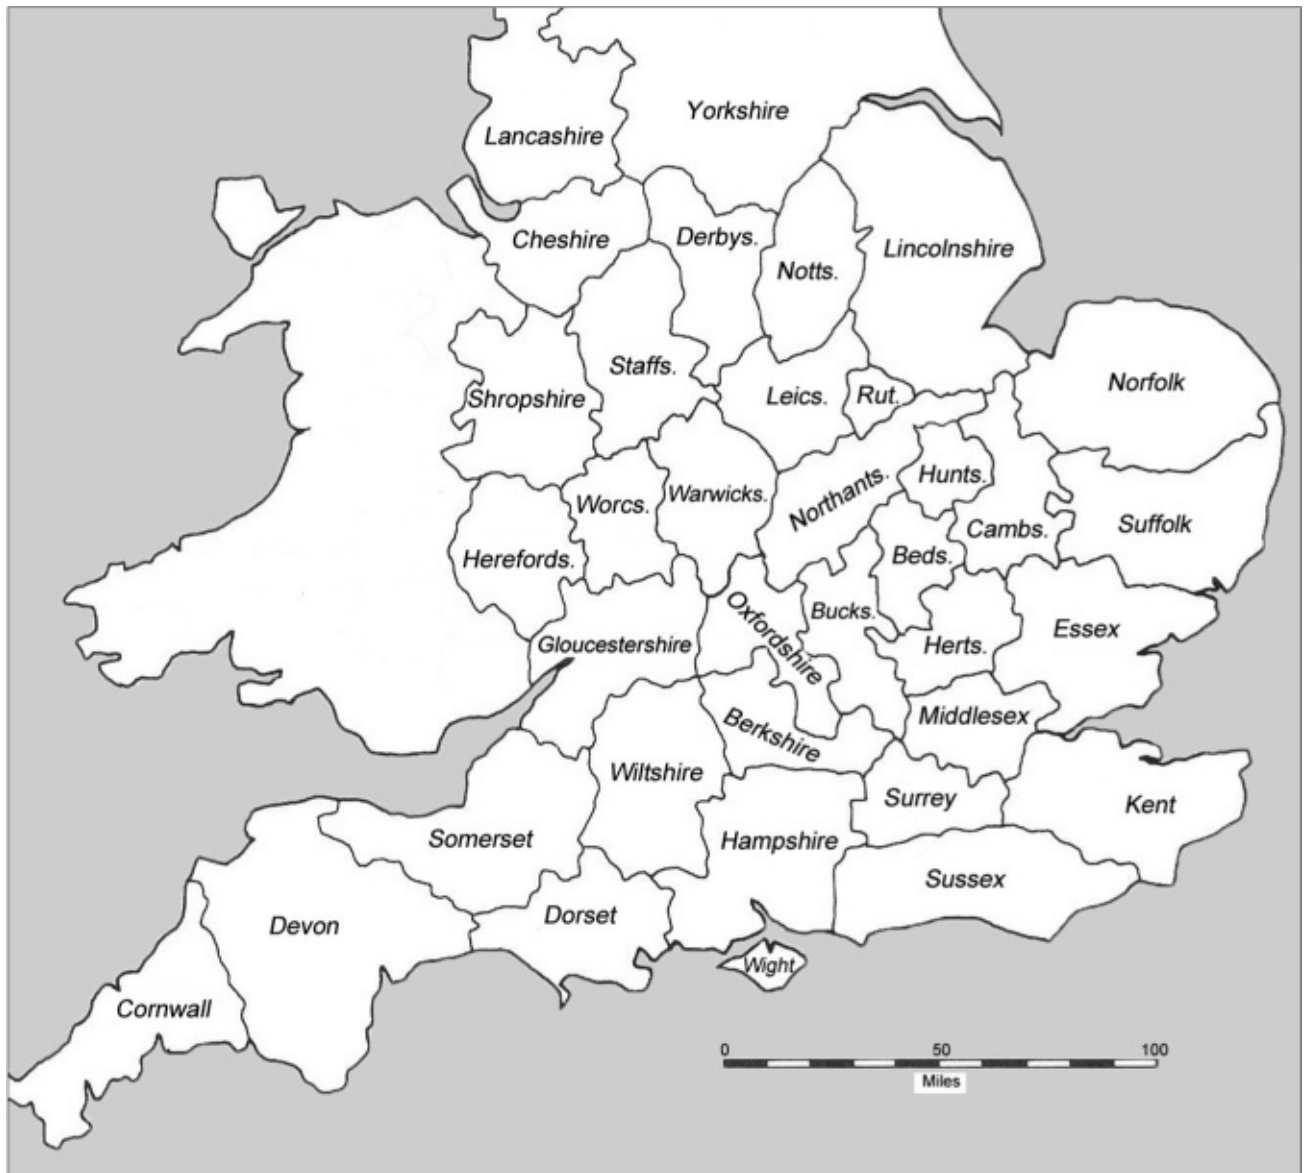 Yorkshire
Lancashire
Cheshire
Derbys.
Notts.
Lincolnshire
Staffs.
Shropshire
Leics.
Rut.
Norfolk
Herefords.
Worcs.
Warwicks.
Northants.
Hunts.
Cambs.
Suffolk
Gloucestershire
Oxfordshire
Bucks.
Beds.
Herts.
Essex
Middlesex
Berkshire
Wiltshire
Somerset
Hampshire
Surrey
Kent
Sussex
Dorset
Devon
Cornwall
Wight
0 50 100
Miles